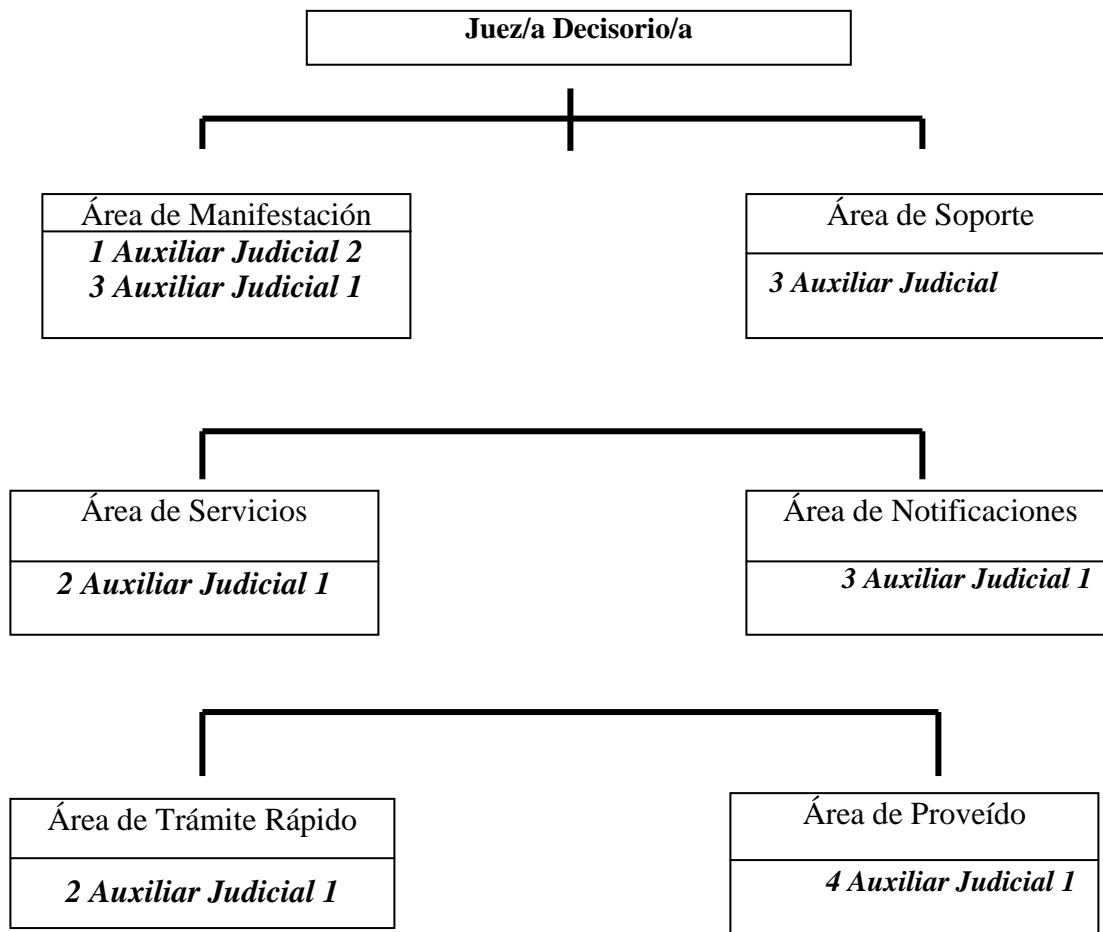 Juez/a Decisorio/a
Área de Manifestación
1 Auxiliar Judicial 2
3 Auxiliar Judicial 1
Área de Soporte
3 Auxiliar Judicial
Área de Servicios
2 Auxiliar Judicial 1
Área de Notificaciones
3 Auxiliar Judicial 1
Área de Trámite Rápido
2 Auxiliar Judicial 1
Área de Proveído
4 Auxiliar Judicial 1